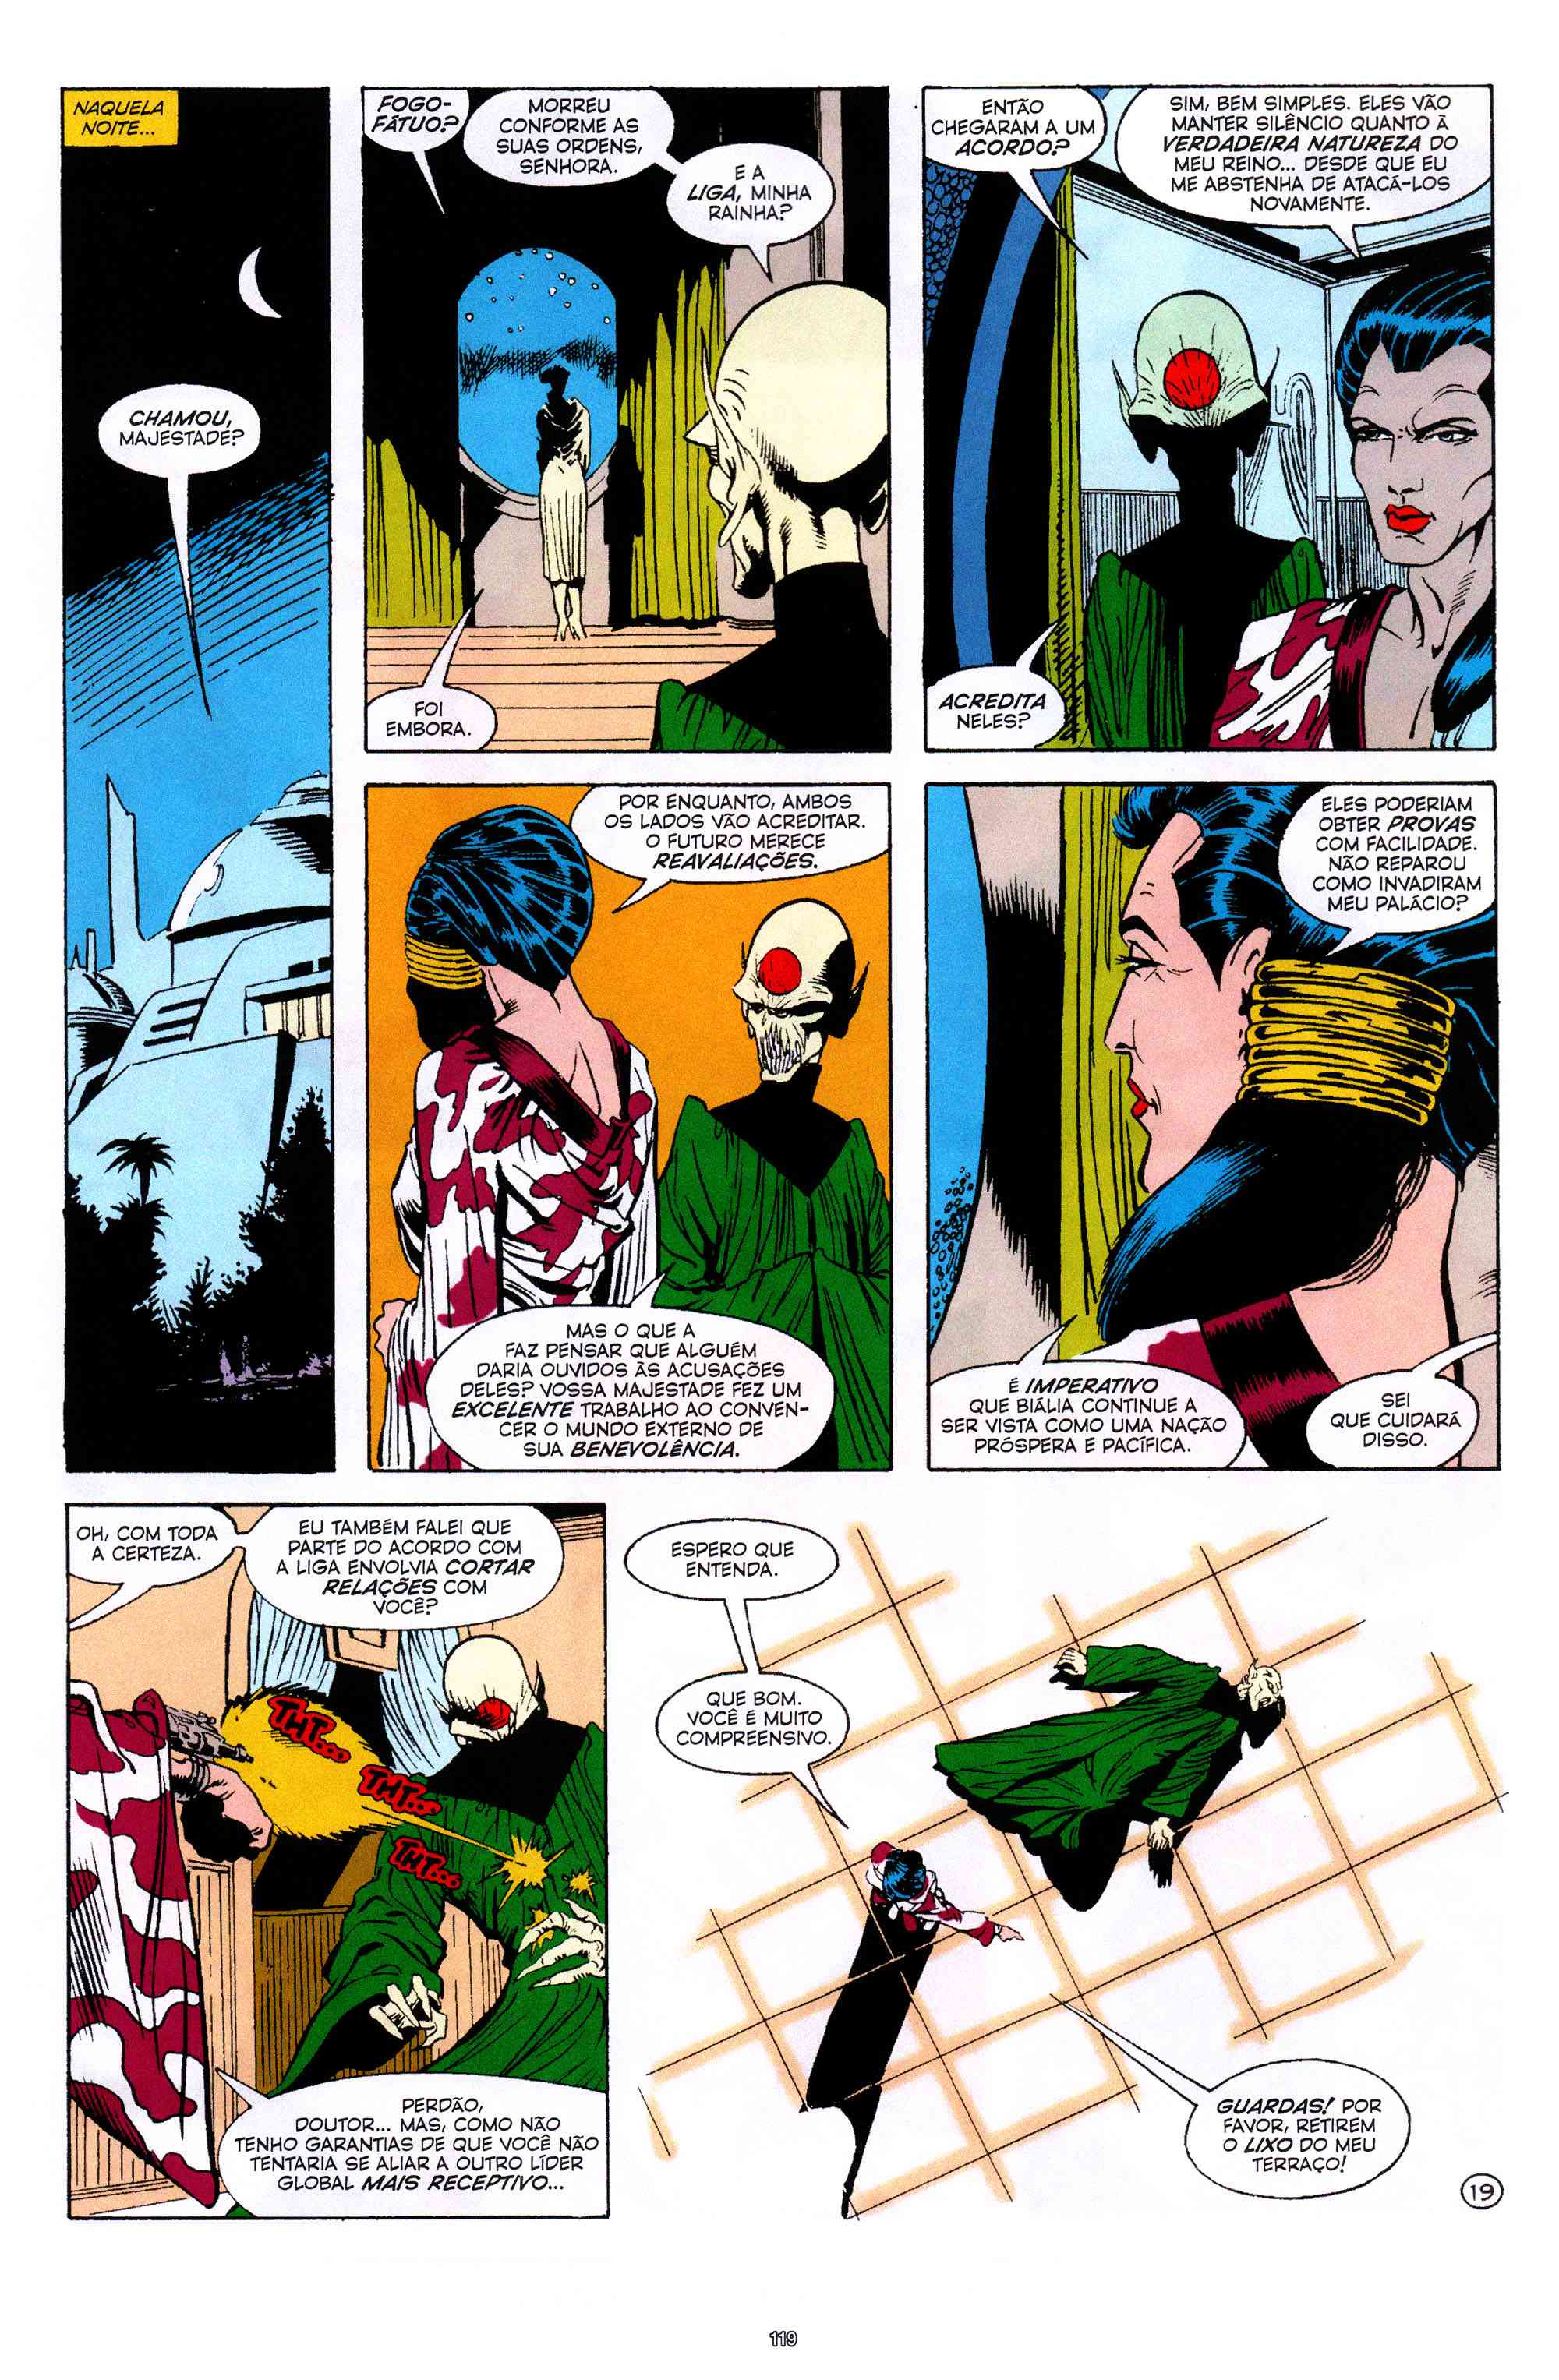 NAQUELA
NOITE...
CHAMOU,
MAJESTADE?
FOGO-
FÁTUO?
MORREU
CONFORME AS
SUAS ORDENS,
SENHORA.
E A
LIGA, MINHA
RAINHA?
FOI
EMBORA.
ENTÃO
CHEGARAM A UM
ACORDO?
SIM, BEM SIMPLES. ELES VÃO
MANTER SILÊNCIO QUANTO À
VERDADEIRA NATUREZA DO
MEU REINO... DESDE QUE EU
ME ABSTENHA DE ATACÁ-LOS
NOVAMENTE.
ACREDITA
NELES?
POR ENQUANTO, AMBOS
OS LADOS VÃO ACREDITAR.
O FUTURO MERECE
REAVALIAÇÕES.
MAS O QUE A
FAZ PENSAR QUE ALGUÉM
DARIA OUVIDOS ÀS ACUSAÇÕES
DELES? VOSSA MAJESTADE FEZ UM
EXCELENTE TRABALHO AO CONVEN-
CER O MUNDO EXTERNO DE
SUA BENEVOLÊNCIA.
ELES PODERIAM
OBTER PROVAS
COM FACILIDADE.
NÃO REPAROU
COMO INVADIRAM
MEU PALÁCIO?
É IMPERATIVO
QUE BIÁLIA CONTINUE A
SER VISTA COMO UMA NAÇÃO
PRÓSPERA E PACÍFICA.
SEI
QUE CUIDARÁ
DISSO.
OH, COM TODA
A CERTEZA.
EU TAMBÉM FALEI QUE
PARTE DO ACORDO COM
A LIGA ENVOLVIA CORTAR
RELAÇÕES COM
VOCÊ?
PERDÃO,
DOUTOR... MAS, COMO NÃO
TENHO GARANTIAS DE QUE VOCÊ NÃO
TENTARIA SE ALIAR A OUTRO LÍDER
GLOBAL MAIS RECEPTIVO...
ESPERO QUE
ENTENDA.
QUE BOM.
VOCÊ É MUITO
COMPREENSIVO.
GUARDAS! POR
FAVOR, RETIREM
O LIXO DO MEU
TERRAÇO!
19
119